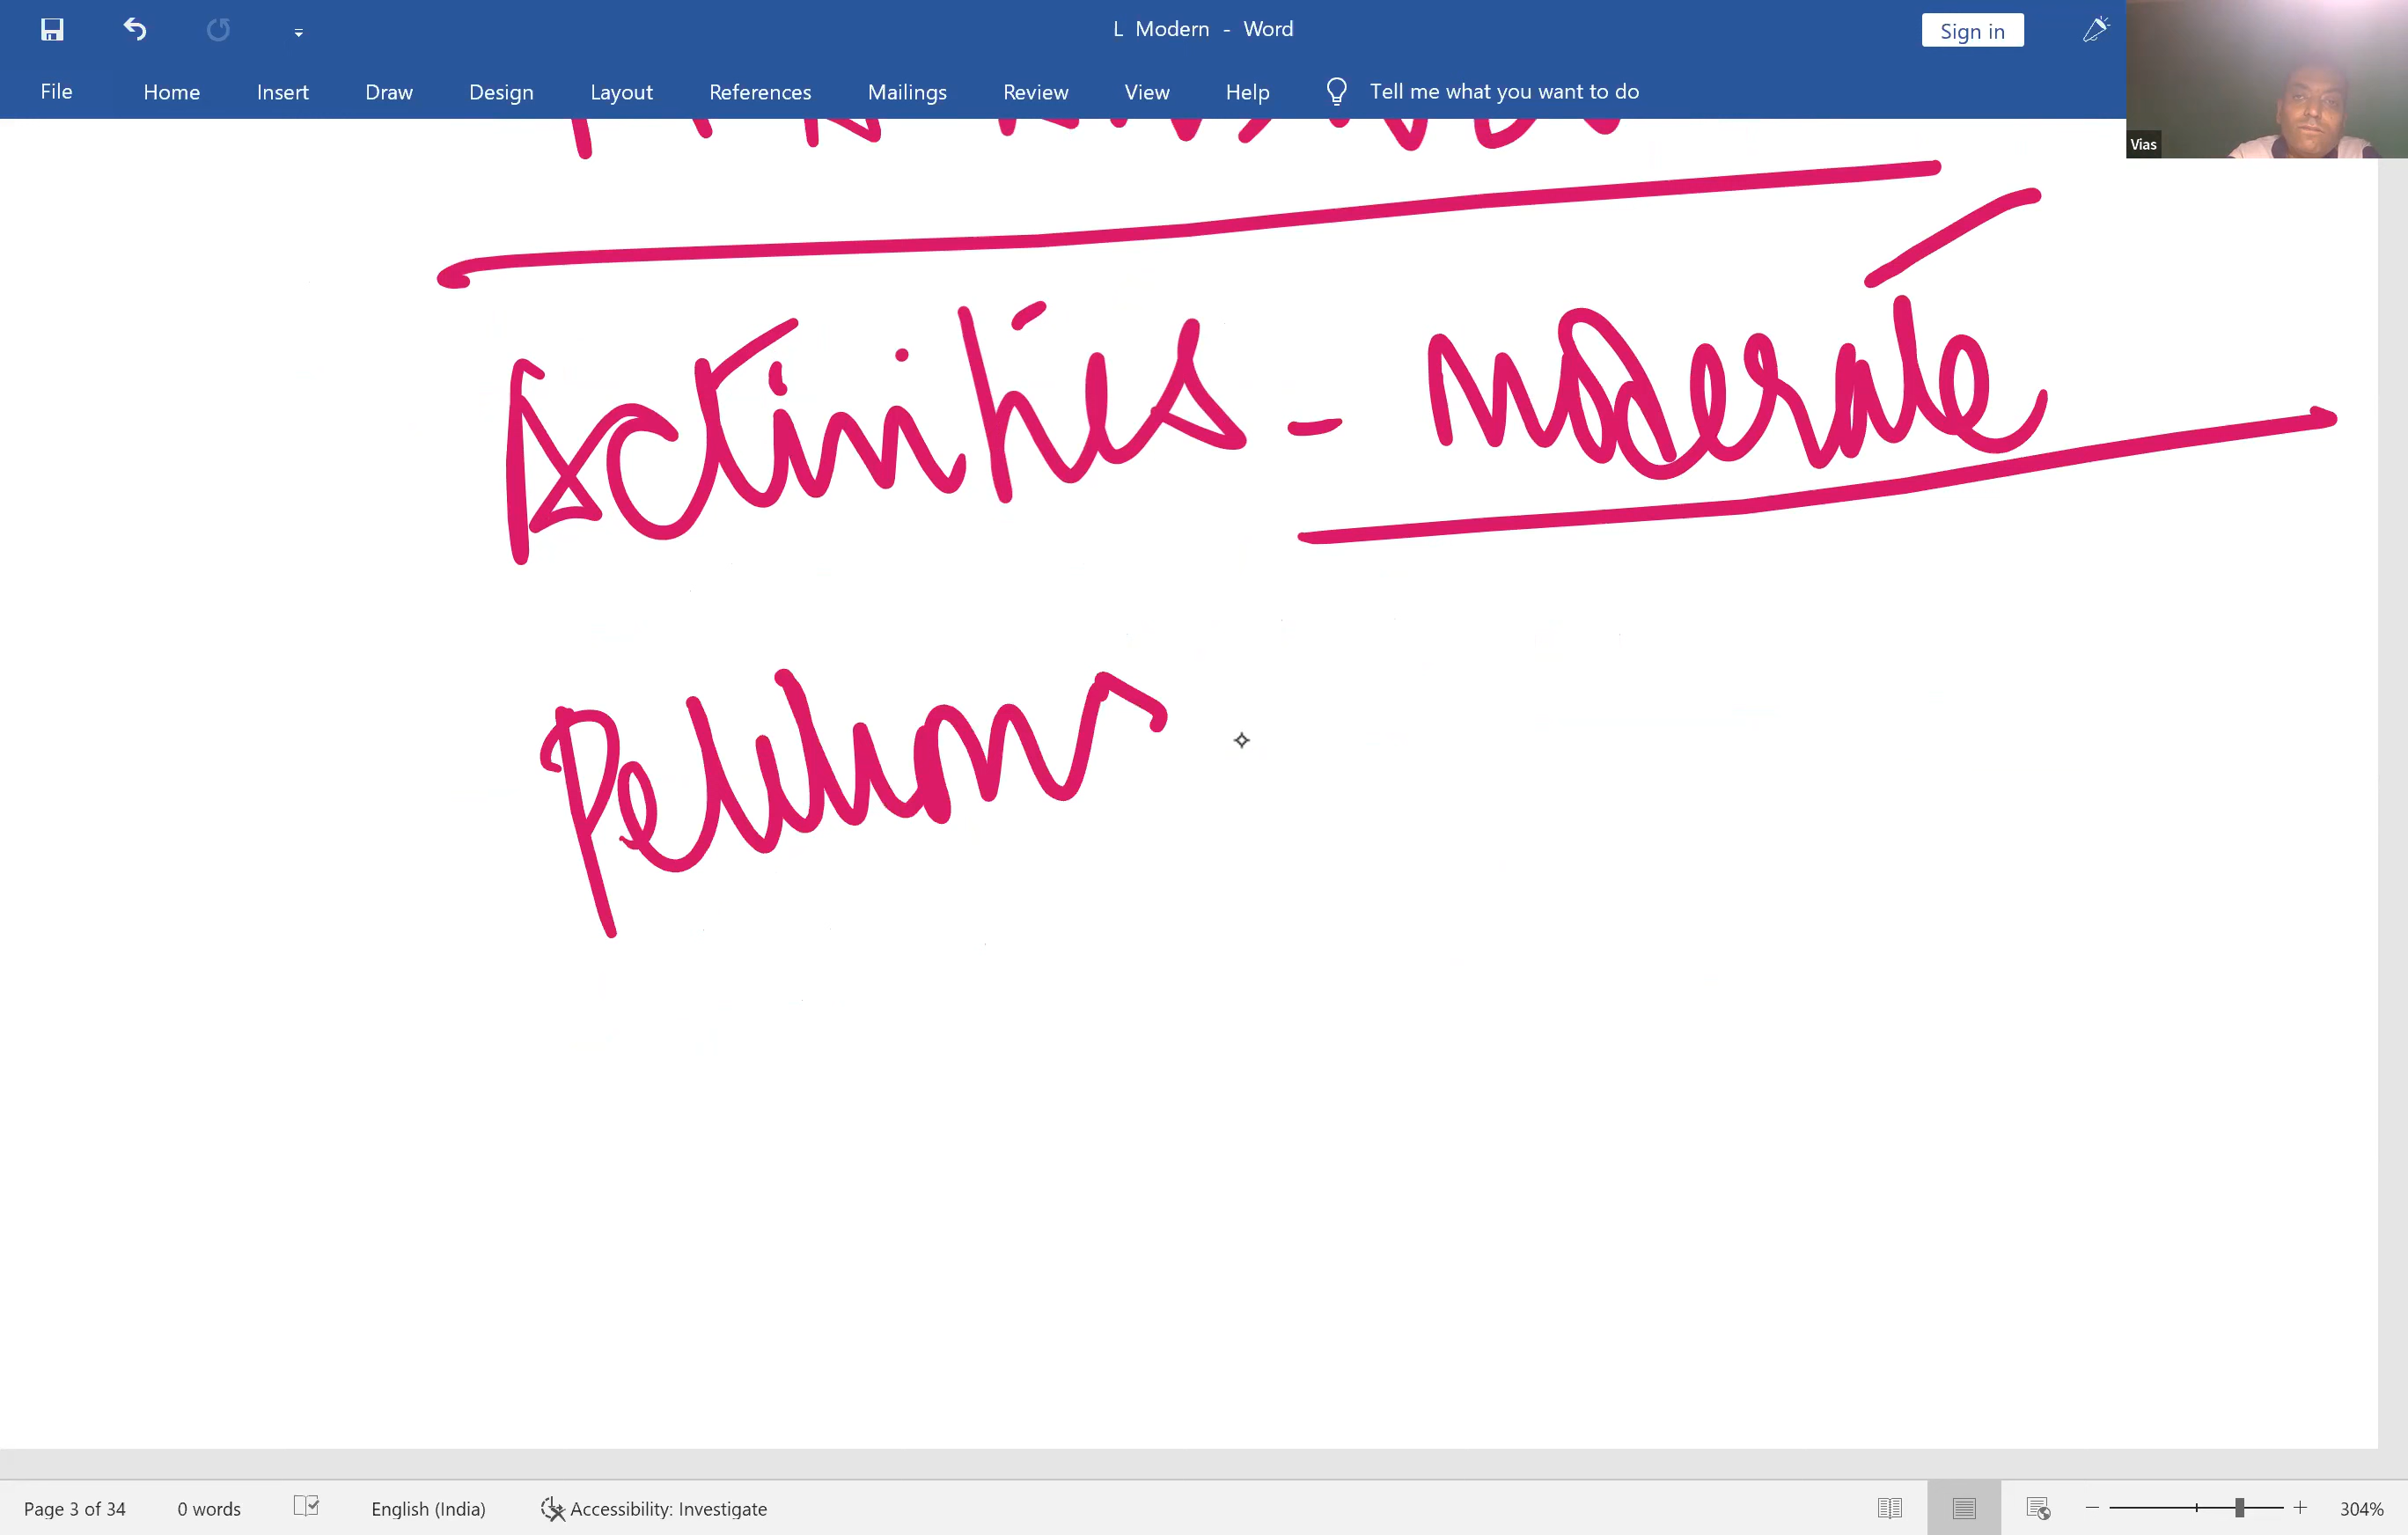 L Modern - Word
Sign in
File Home Insert Draw Design Layout References Mailings Review View Help Tell me what you want to do
Vias
Activities - Moderate
Petitions
Page 3 of 34 0 words English (India) Accessibility: Investigate 304%